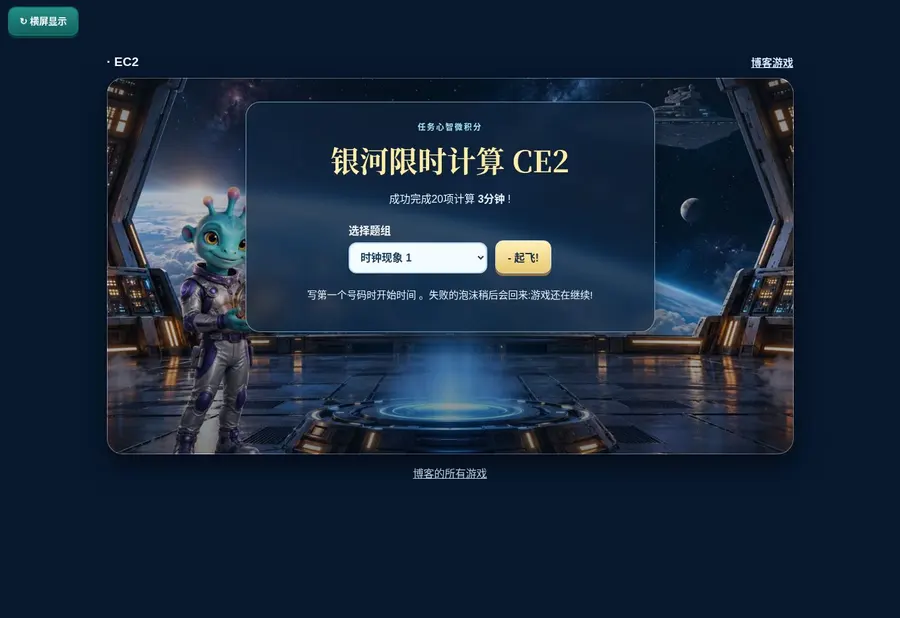 ↻ 横屏显示
· EC2
博客游戏
任务心智微积分
银河限时计算 CE2
成功完成20项计算 3分钟 !
选择题组
时钟现象 1
- 起飞!
写第一个号码时开始时间 。失败的泡沫稍后会回来:游戏还在继续!
博客的所有游戏